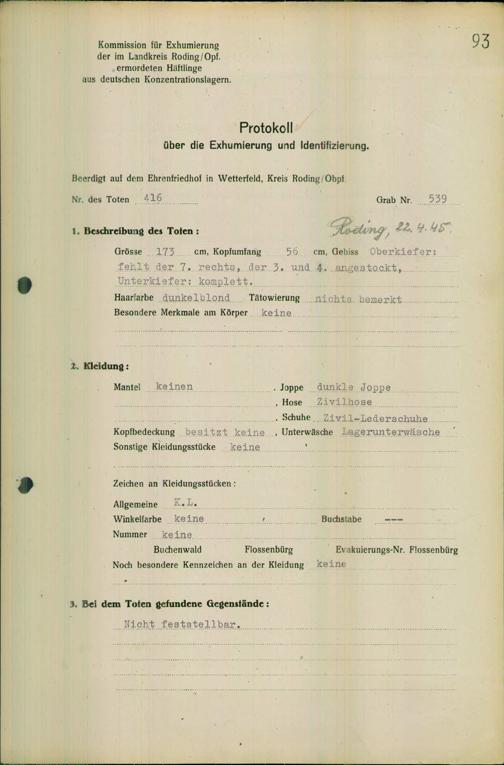 93
Kommission für Exhumierung
der im Landkreis Roding/Opf.
ermordeten Häftlinge
aus deutschen Konzentrationslagern.
Protokoll
über die Exhumierung und Identifizierung.
Beerdigt auf dem Ehrenfriedhof in Wetterfeld, Kreis Roding/Obpf.
Nr. des Toten 416 Grab Nr. 539
Roding, 22.4.45.
1. Beschreibung des Toten:
Grösse 173 cm, Kopfumfang 56 cm, Gebiss Oberkiefer:
fehlt der 7. rechts, der 3. und 4. angestockt,
Unterkiefer: komplett.
Haarfarbe dunkelblond Tätowierung nichts bemerkt
Besondere Merkmale am Körper keine
2. Kleidung:
Mantel keinen , Joppe dunkle Joppe
, Hose Zivilhose
, Schuhe Zivil-Lederschuhe
Kopfbedeckung besitzt keine , Unterwäsche Lagerunterwäsche
Sonstige Kleidungsstücke keine
Zeichen an Kleidungsstücken:
Allgemeine K.L.
Winkelfarbe keine , Buchstabe ---
Nummer keine
Buchenwald Flossenbürg Evakuierungs-Nr. Flossenbürg
Noch besondere Kennzeichen an der Kleidung keine
3. Bei dem Toten gefundene Gegenstände:
Nicht feststellbar.